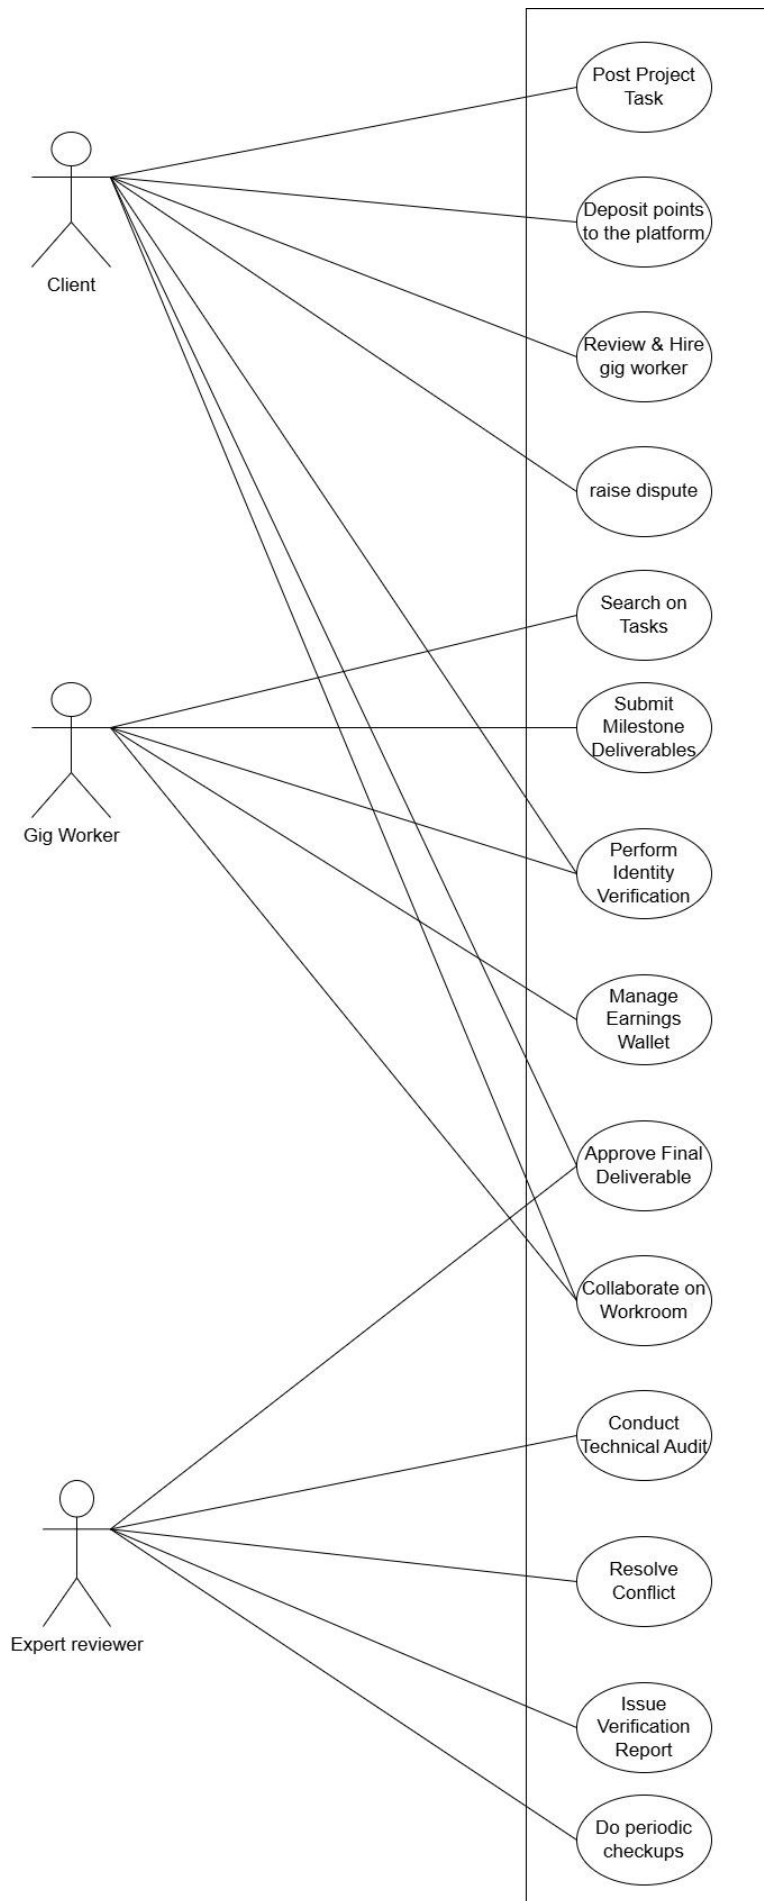 Post Project
Task
Client
Deposit points
to the platform
Review & Hire
gig worker
raise dispute
Search on
Tasks
Gig Worker
Submit
Milestone
Deliverables
Perform
Identity
Verification
Manage
Earnings
Wallet
Approve Final
Deliverable
Collaborate on
Workroom
Conduct
Technical Audit
Expert reviewer
Resolve
Conflict
Issue
Verification
Report
Do periodic
checkups